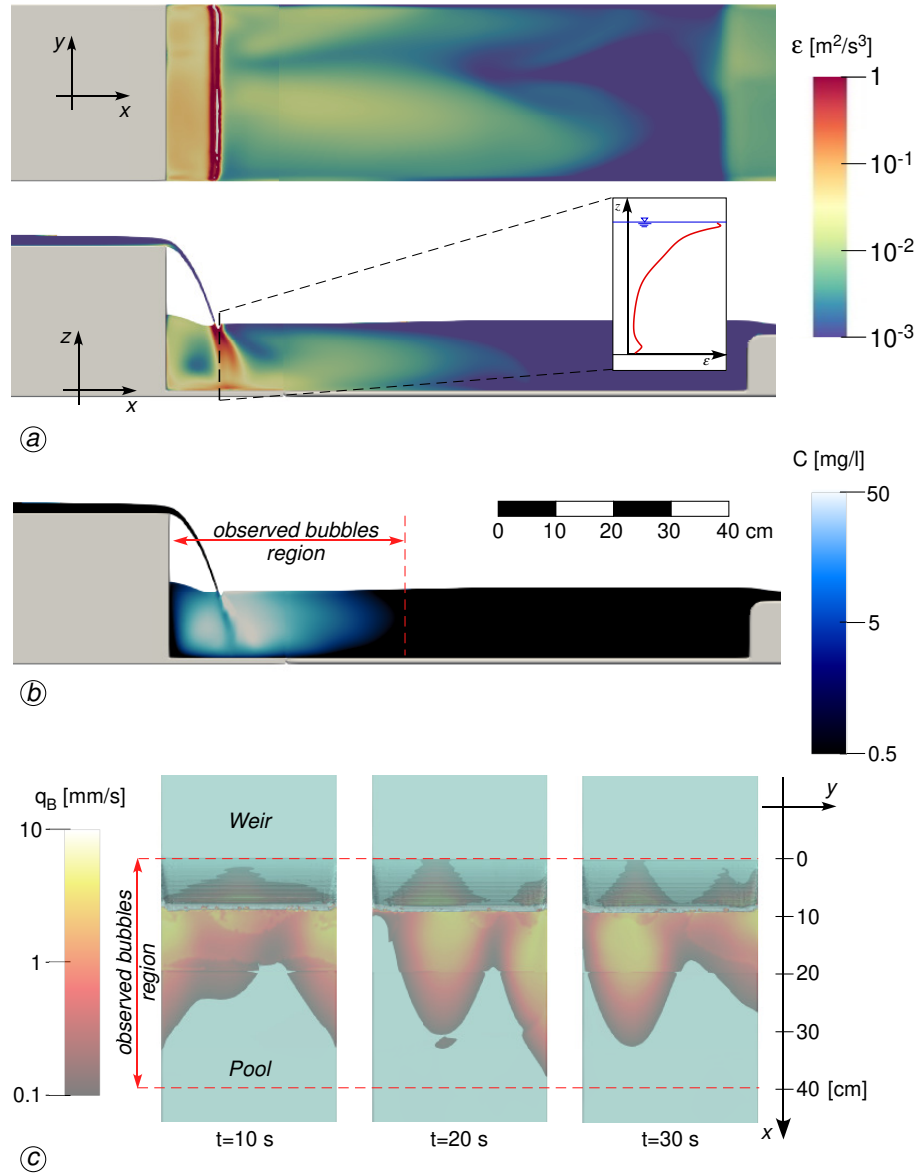 y
x
ε [m²/s³]
1
10⁻¹
10⁻²
10⁻³
z
ε
z
x
a
C [mg/l]
50
5
0.5
observed bubbles
region
0 10 20 30 40 cm
b
q_B [mm/s]
10
1
0.1
observed bubbles
region
Weir
Pool
y
0
10
20
30
40 [cm]
x
t=10 s t=20 s t=30 s
c